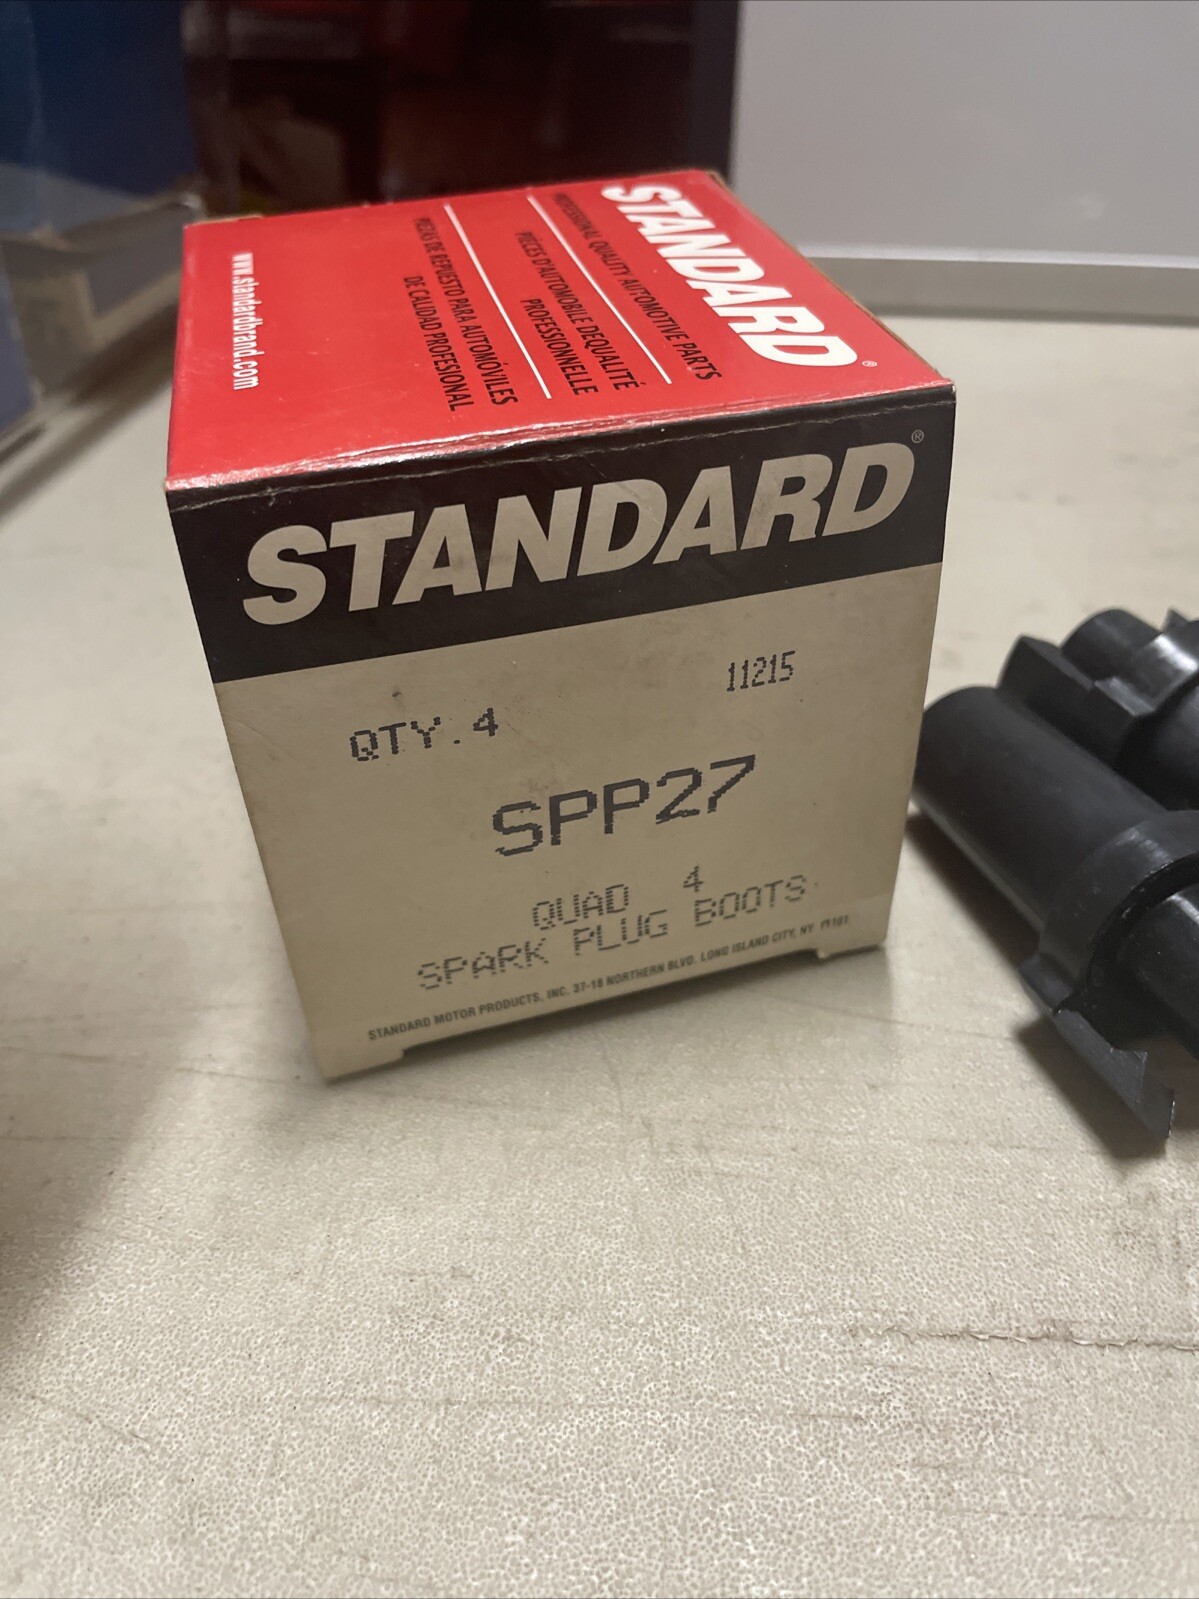 STANDARD®
PROFESSIONAL QUALITY AUTOMOTIVE PARTS
PIÈCES D'AUTOMOBILE DEQUALITÉ
PROFESSIONNELLE
PIEZAS DE REPUESTO PARA AUTOMÓVILES
DE CALIDAD PROFESIONAL
www.standardbrand.com
STANDARD®
11215
QTY.4
SPP27
QUAD 4
SPARK PLUG BOOTS
STANDARD MOTOR PRODUCTS, INC. 37-18 NORTHERN BLVD. LONG ISLAND CITY, NY 11101